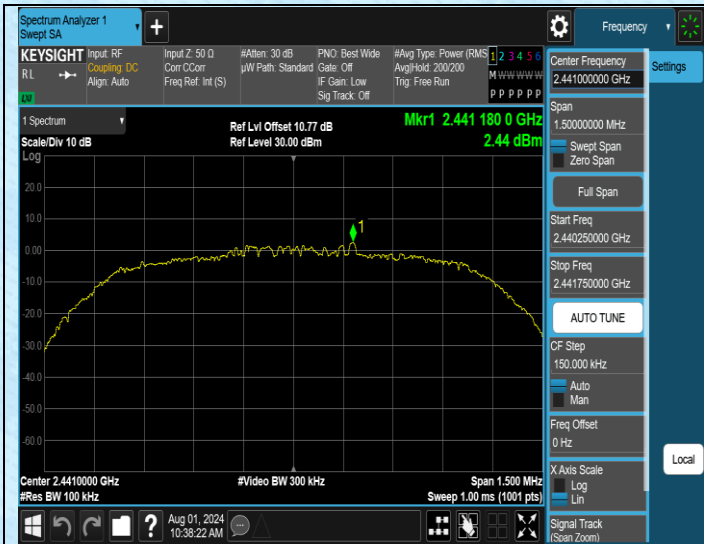 Spectrum Analyzer 1
Swept SA
+
Frequency
KEYSIGHT
RL
LXI
Input: RF
Coupling: DC
Align: Auto
Input Z: 50 Ω
Corr CCorr
Freq Ref: Int (S)
#Atten: 30 dB
µW Path: Standard
PNO: Best Wide
Gate: Off
IF Gain: Low
Sig Track: Off
#Avg Type: Power (RMS
Avg|Hold: 200/200
Trig: Free Run
1 2 3 4 5 6
M W W W W W
P P P P P P
1 Spectrum
Scale/Div 10 dB
Ref Lvl Offset 10.77 dB
Ref Level 30.00 dBm
Mkr1 2.441 180 0 GHz
2.44 dBm
Log
20.0
10.0
0.00
-10.0
-20.0
-30.0
-40.0
-50.0
-60.0
1
Center 2.4410000 GHz
#Res BW 100 kHz
#Video BW 300 kHz
Span 1.500 MHz
Sweep 1.00 ms (1001 pts)
Center Frequency
2.441000000 GHz
Settings
Span
1.50000000 MHz
Swept Span
Zero Span
Full Span
Start Freq
2.440250000 GHz
Stop Freq
2.441750000 GHz
AUTO TUNE
CF Step
150.000 kHz
Auto
Man
Freq Offset
0 Hz
X Axis Scale
Log
Lin
Signal Track
(Span Zoom)
Local
?
Aug 01, 2024
10:38:22 AM